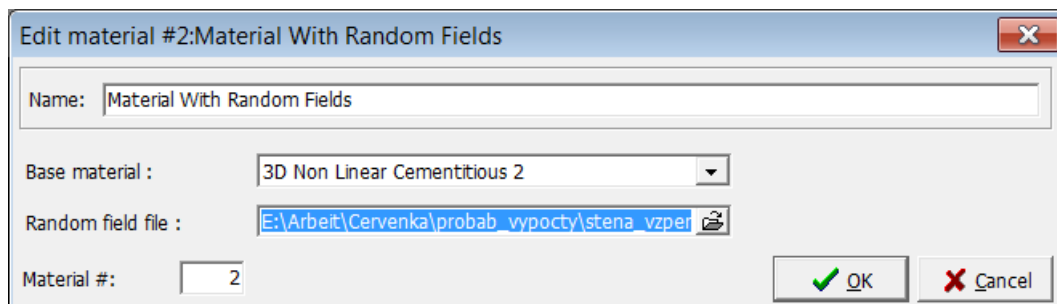 Edit material #2:Material With Random Fields
Name: Material With Random Fields
Base material : 3D Non Linear Cementitious 2
Random field file : E:\Arbeit\Cervenka\probab_vypocty\stena_vzper
Material #: 2 OK Cancel